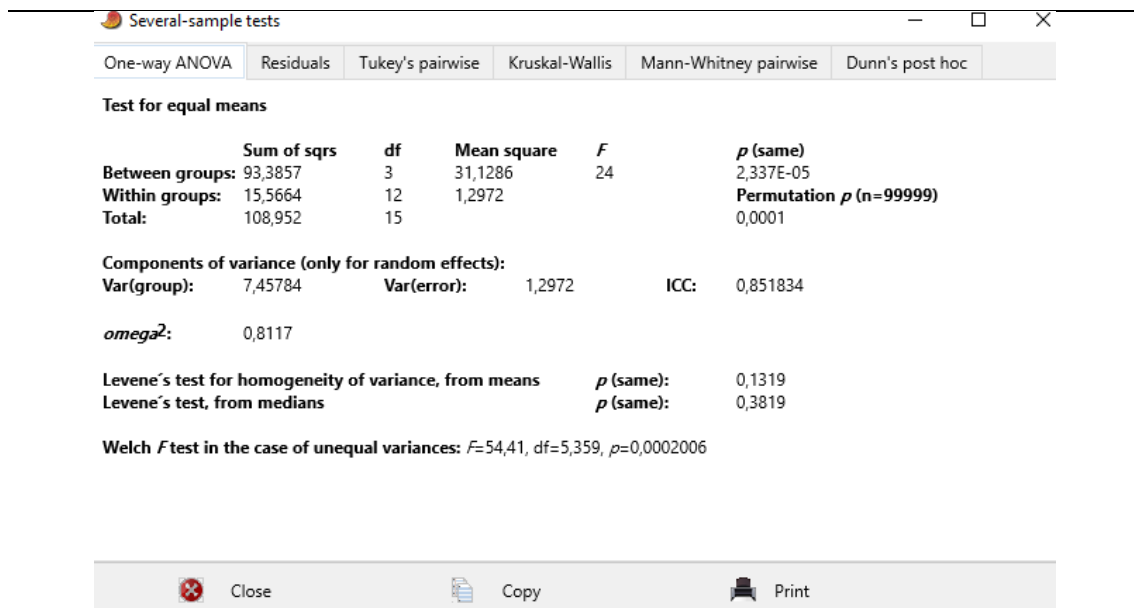 Several-sample tests
One-way ANOVA Residuals Tukey's pairwise Kruskal-Wallis Mann-Whitney pairwise Dunn's post hoc
Test for equal means
Sum of sqrs df Mean square F p (same)
Between groups: 93,3857 3 31,1286 24 2,337E-05
Within groups: 15,5664 12 1,2972 Permutation p (n=99999)
Total: 108,952 15 0,0001
Components of variance (only for random effects):
Var(group): 7,45784 Var(error): 1,2972 ICC: 0,851834
omega2: 0,8117
Levene´s test for homogeneity of variance, from means p (same): 0,1319
Levene´s test, from medians p (same): 0,3819
Welch F test in the case of unequal variances: F=54,41, df=5,359, p=0,0002006
Close Copy Print